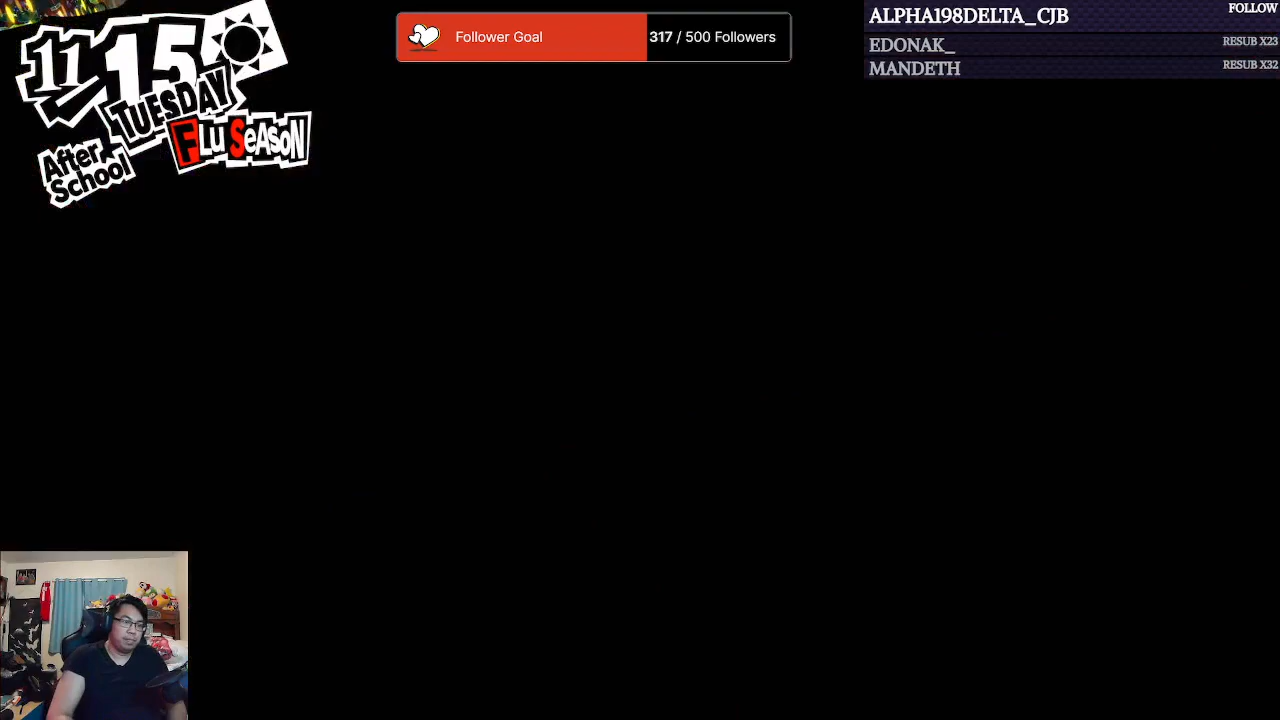 11 15
TUESDAY
FLu SeAsoN
After
School
Follower Goal
317 / 500 Followers
ALPHA198DELTA_CJB FOLLOW
EDONAK_ RESUB X23
MANDETH RESUB X32